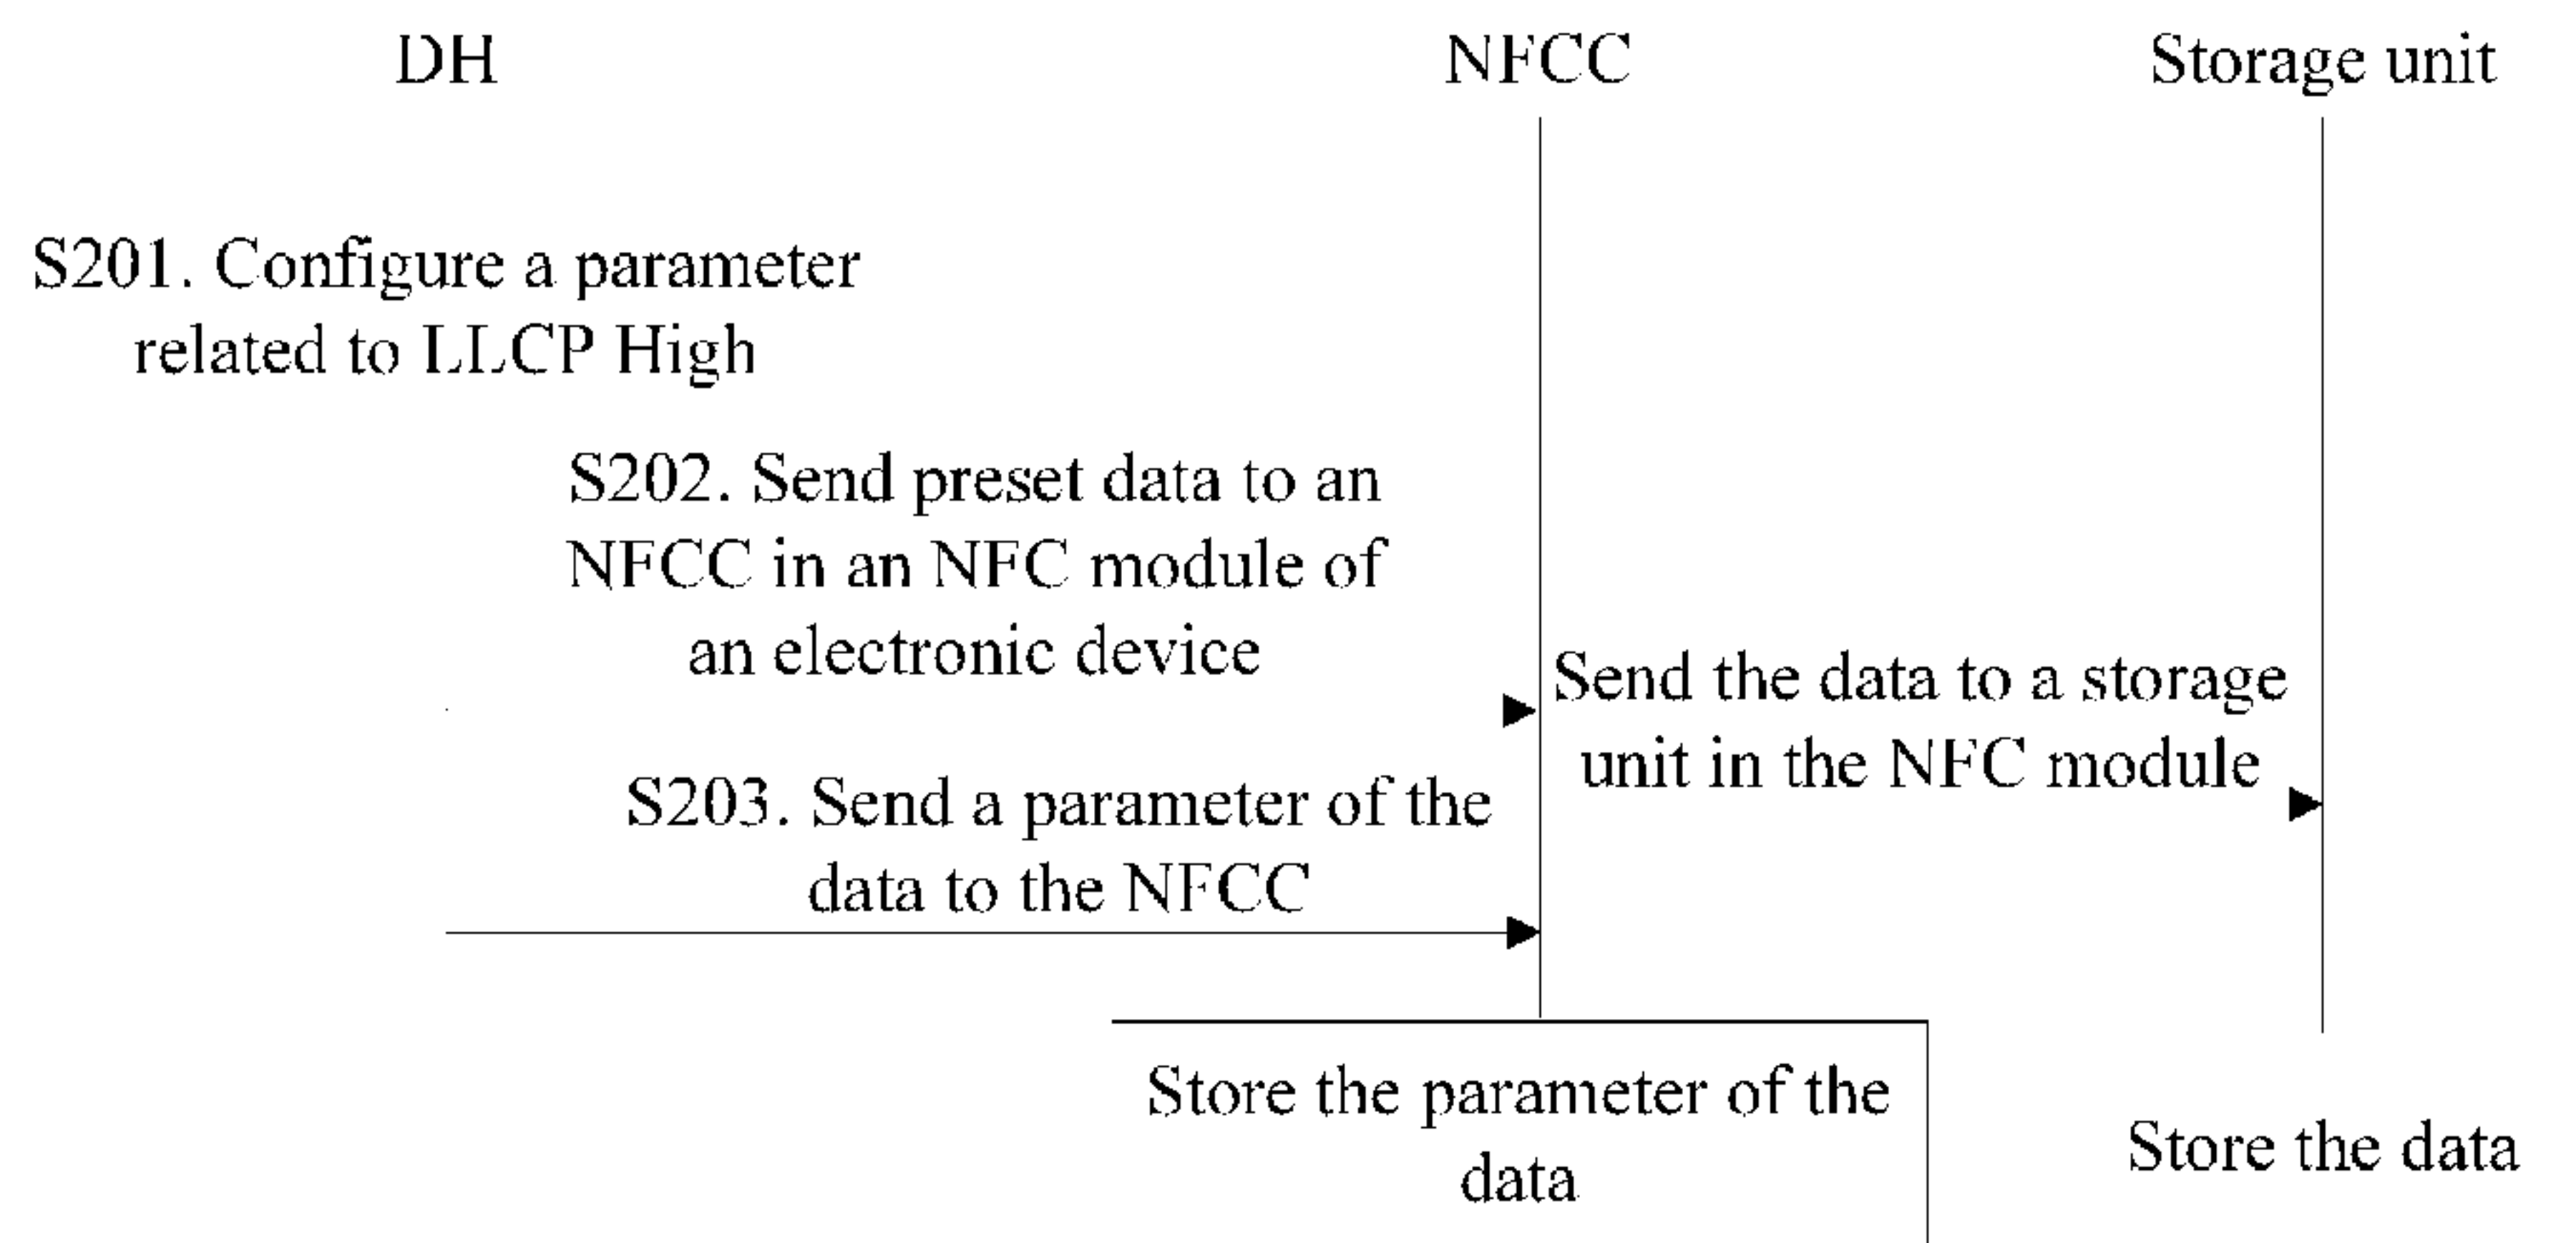 DH
NFCC
Storage unit
S201. Configure a parameter
related to LLCP High
S202. Send preset data to an
NFCC in an NFC module of
an electronic device
Send the data to a storage
unit in the NFC module
S203. Send a parameter of the
data to the NFCC
Store the parameter of the
data
Store the data